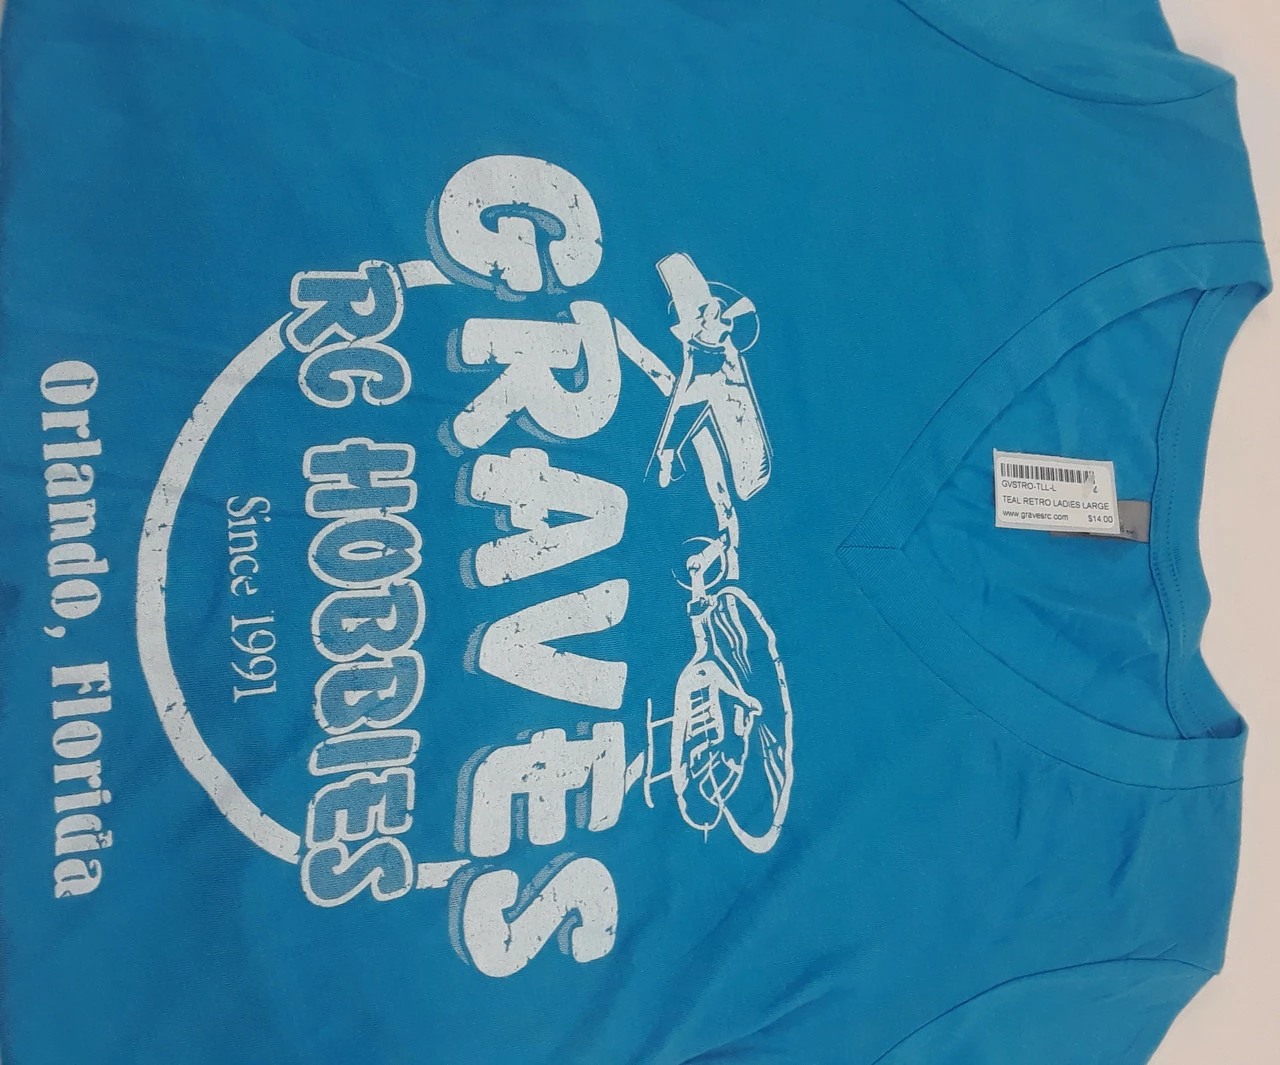 GVSTRO-TLL-L
TEAL RETRO LADIES LARGE
www.gravesrc.com $14.00
GRAVES
RC HOBBIES
Since 1991
Orlando, Florida